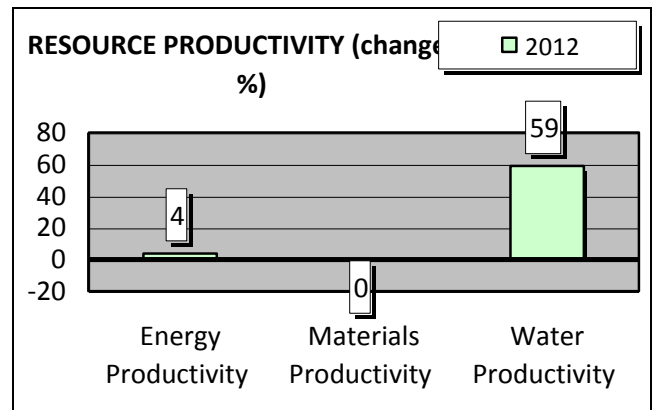 RESOURCE PRODUCTIVITY (change
%)
2012
80
60
40
20
0
-20
4
0
59
Energy
Productivity
Materials
Productivity
Water
Productivity